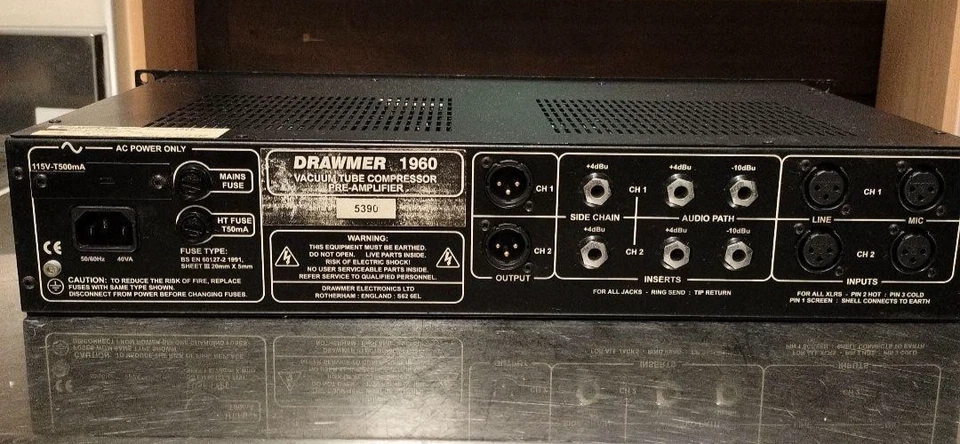 AC POWER ONLY
115V-T500mA
MAINS
FUSE
HT FUSE
T50mA
50/60Hz 46VA
FUSE TYPE:
BS EN 60127-2 1991,
SHEET III 20mm X 5mm
CE
CAUTION: TO REDUCE THE RISK OF FIRE, REPLACE
FUSES WITH SAME TYPE SHOWN.
DISCONNECT FROM POWER BEFORE CHANGING FUSES.
DRAWMER 1960
VACUUM TUBE COMPRESSOR
PRE-AMPLIFIER
5390
WARNING:
THIS EQUIPMENT MUST BE EARTHED.
DO NOT OPEN. LIVE PARTS INSIDE.
RISK OF ELECTRIC SHOCK!
NO USER SERVICEABLE PARTS INSIDE.
REFER SERVICE TO QUALIFIED PERSONNEL.
DRAWMER ELECTRONICS LTD
ROTHERHAM : ENGLAND : S62 6EL
CH 1
CH 2
OUTPUT
+4dBu +4dBu -10dBu
CH 1
SIDE CHAIN AUDIO PATH
+4dBu +4dBu -10dBu
CH 2
INSERTS
FOR ALL JACKS - RING SEND : TIP RETURN
CH 1
LINE MIC
CH 2
INPUTS
FOR ALL XLRS - PIN 2 HOT : PIN 3 COLD
PIN 1 SCREEN : SHELL CONNECTS TO EARTH